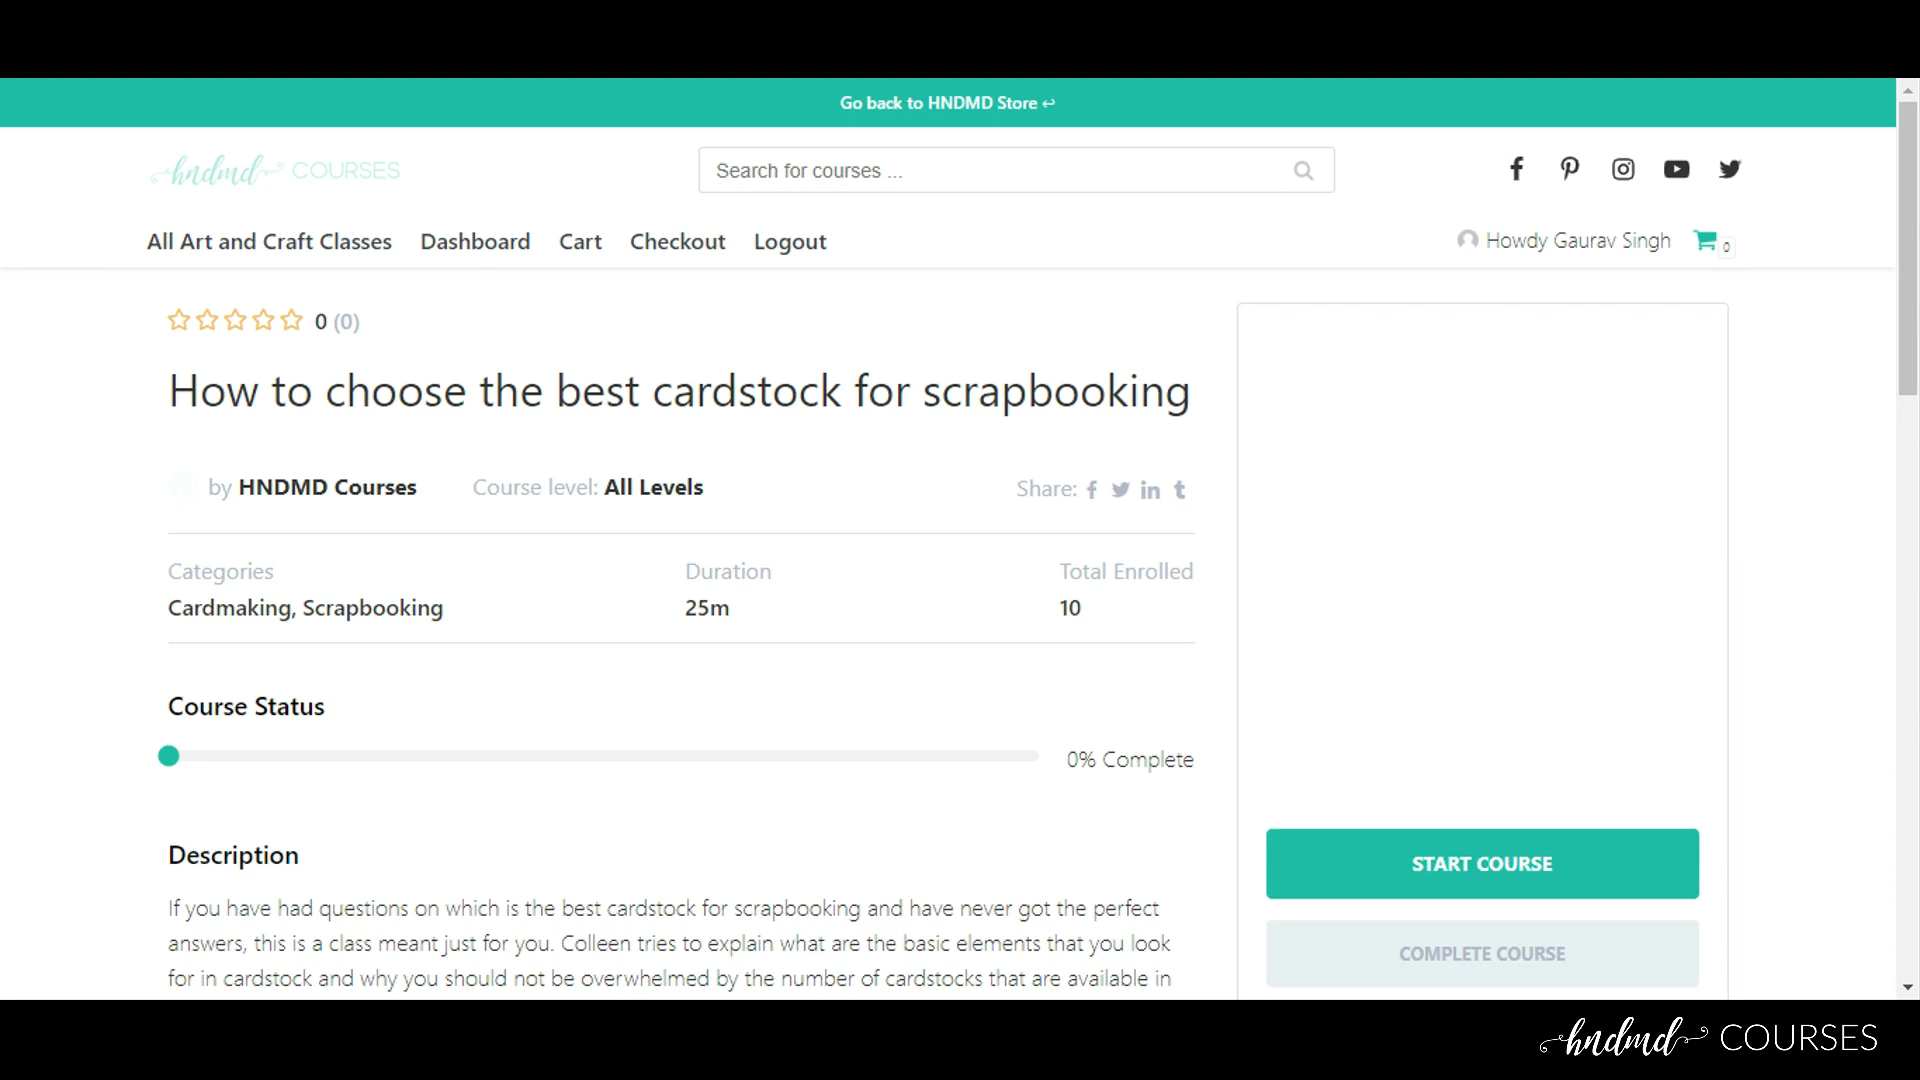 Go back to HNDMD Store ↩
hndmd COURSES
Search for courses ...
All Art and Craft Classes Dashboard Cart Checkout Logout
Howdy Gaurav Singh 0
0 (0)
How to choose the best cardstock for scrapbooking
by HNDMD Courses Course level: All Levels Share:
Categories Duration Total Enrolled
Cardmaking, Scrapbooking 25m 10
Course Status
0% Complete
Description
If you have had questions on which is the best cardstock for scrapbooking and have never got the perfect
answers, this is a class meant just for you. Colleen tries to explain what are the basic elements that you look
for in cardstock and why you should not be overwhelmed by the number of cardstocks that are available in
START COURSE
COMPLETE COURSE
hndmd COURSES